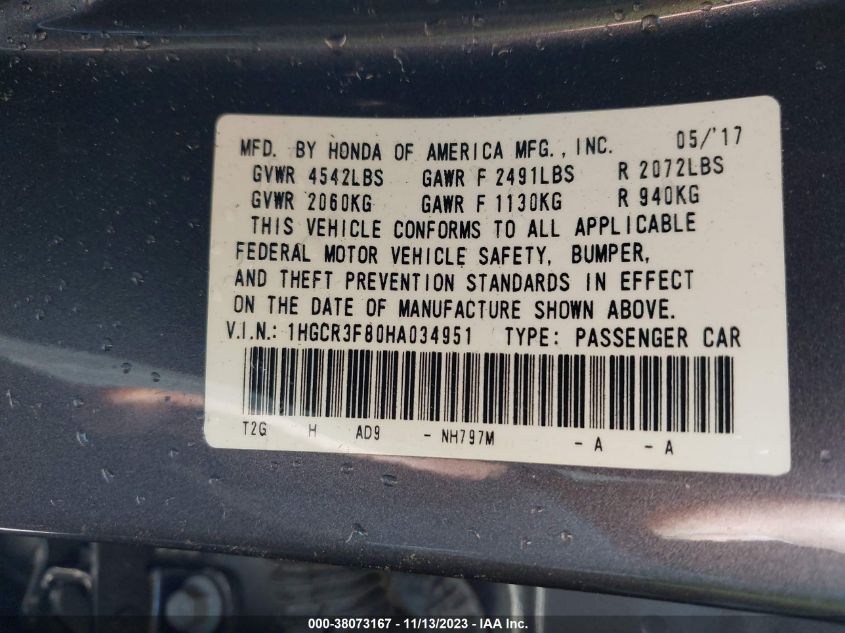 MFD. BY HONDA OF AMERICA MFG., INC. 05/'17
GVWR 4542LBS GAWR F 2491LBS R 2072LBS
GVWR 2060KG GAWR F 1130KG R 940KG
THIS VEHICLE CONFORMS TO ALL APPLICABLE
FEDERAL MOTOR VEHICLE SAFETY, BUMPER,
AND THEFT PREVENTION STANDARDS IN EFFECT
ON THE DATE OF MANUFACTURE SHOWN ABOVE.
V.I.N.: 1HGCR3F80HA034951 TYPE: PASSENGER CAR
T2G H AD9 - NH797M - A - A
000-38073167 - 11/13/2023 - IAA Inc.